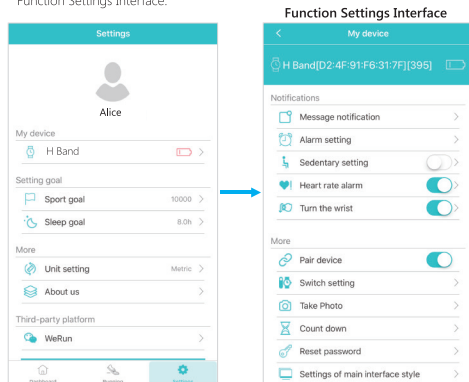 Function Settings Interface.
Function Settings Interface
Settings
Alice
My device
H Band
Setting goal
Sport goal 10000
Sleep goal 8.0h
More
Unit setting Metric
About us
Third-party platform
WeRun
Dashboard Running Settings
My device
H Band[D2:4F:91:F6:31:7F][395]
Notifications
Message notification
Alarm setting
Sedentary setting
Heart rate alarm
Turn the wrist
More
Pair device
Switch setting
Take Photo
Count down
Reset password
Settings of main interface style